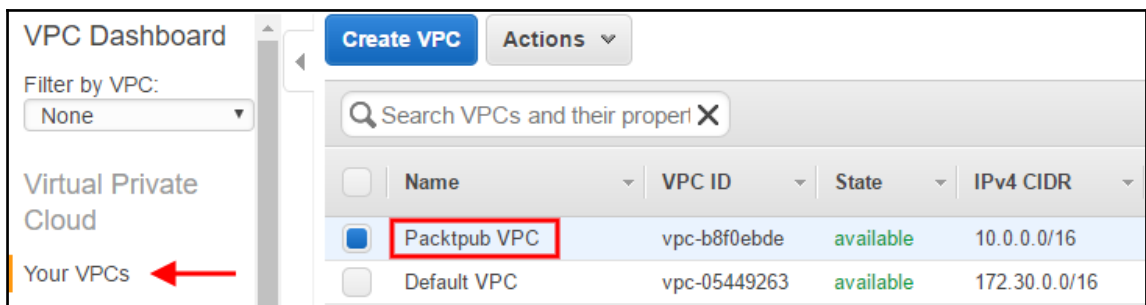 VPC Dashboard
Filter by VPC:
None
Virtual Private
Cloud
Your VPCs
Create VPC Actions
Search VPCs and their propert
Name VPC ID State IPv4 CIDR
Packtpub VPC vpc-b8f0ebde available 10.0.0.0/16
Default VPC vpc-05449263 available 172.30.0.0/16